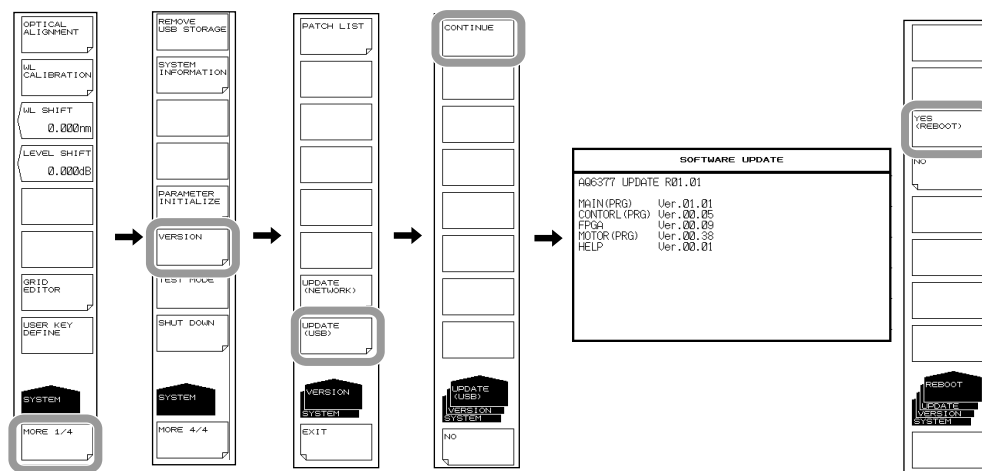 OPTICAL
ALIGNMENT
WL
CALIBRATION
WL SHIFT
0.000nm
LEVEL SHIFT
0.000dB
GRID
EDITOR
USER KEY
DEFINE
SYSTEM
MORE 1/4
REMOVE
USB STORAGE
SYSTEM
INFORMATION
PARAMETER
INITIALIZE
VERSION
TEST MODE
SHUT DOWN
SYSTEM
MORE 4/4
PATCH LIST
UPDATE
(NETWORK)
UPDATE
(USB)
VERSION
SYSTEM
EXIT
CONTINUE
UPDATE
(USB)
VERSION
SYSTEM
NO
SOFTWARE UPDATE
AQ6377 UPDATE R01.01
MAIN(PRG) Ver.01.01
CONTORL(PRG) Ver.00.05
FPGA Ver.00.09
MOTOR(PRG) Ver.00.38
HELP Ver.00.01
YES
(REBOOT)
NO
REBOOT
UPDATE
VERSION
SYSTEM